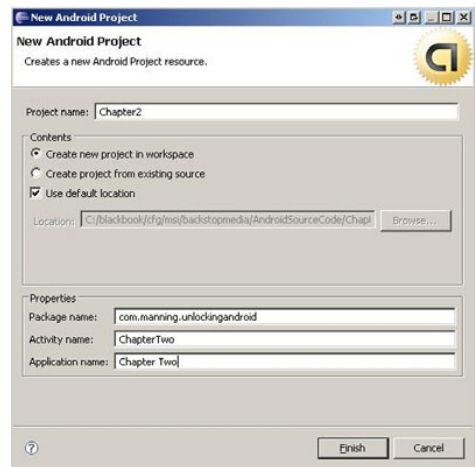 New Android Project
New Android Project
Creates a new Android Project resource.
Project name: Chapter2
Contents
Create new project in workspace
Create project from existing source
Use default location
Location: C:/blackbook/cfg/msi/backstopmedia/AndroidSourceCode/Chapt Browse...
Properties
Package name: com.manning.unlockingandroid
Activity name: ChapterTwo
Application name: Chapter Two
Finish Cancel